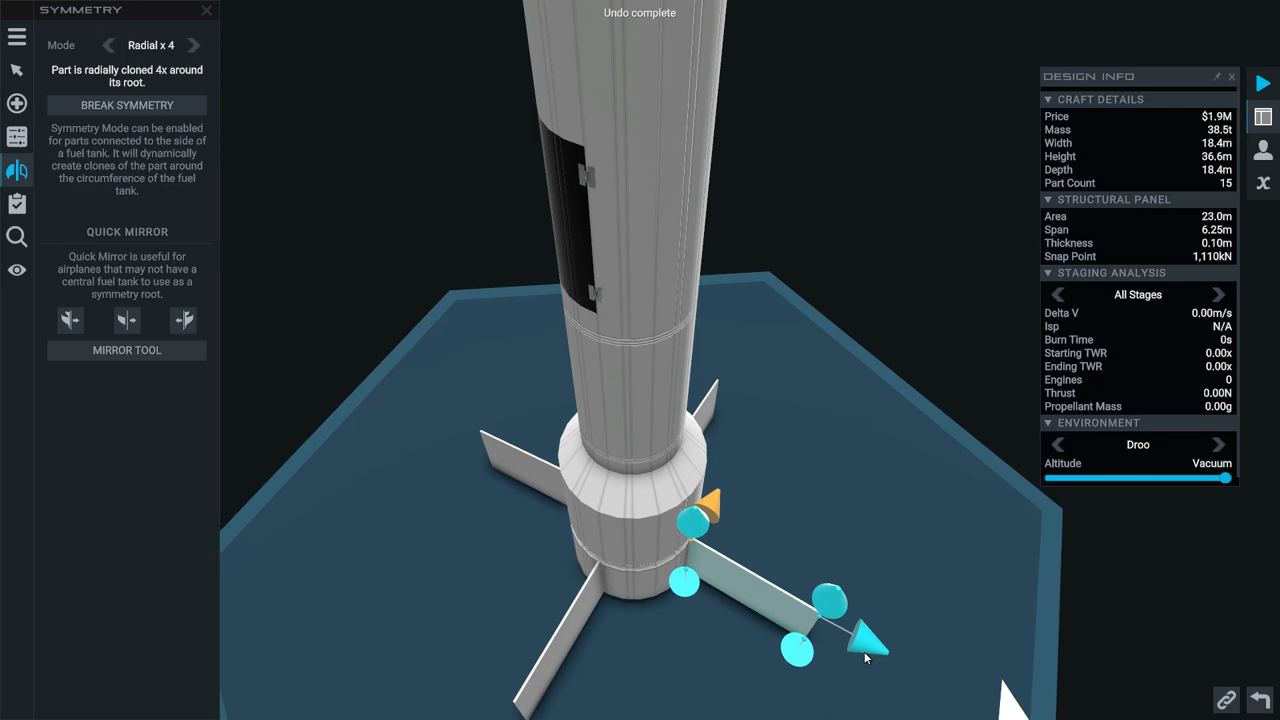 SYMMETRY
Undo complete
Mode
Radial x 4
Part is radially cloned 4x around
its root.
BREAK SYMMETRY
Symmetry Mode can be enabled
for parts connected to the side of
a fuel tank. It will dynamically
create clones of the part around
the circumference of the fuel
tank.
QUICK MIRROR
Quick Mirror is useful for
airplanes that may not have a
central fuel tank to use as a
symmetry root.
MIRROR TOOL
DESIGN INFO
CRAFT DETAILS
Price $1.9M
Mass 38.5t
Width 18.4m
Height 36.6m
Depth 18.4m
Part Count 15
STRUCTURAL PANEL
Area 23.0m
Span 6.25m
Thickness 0.10m
Snap Point 1,110kN
STAGING ANALYSIS
All Stages
Delta V 0.00m/s
Isp N/A
Burn Time 0s
Starting TWR 0.00x
Ending TWR 0.00x
Engines 0
Thrust 0.00N
Propellant Mass 0.00g
ENVIRONMENT
Droo
Altitude Vacuum